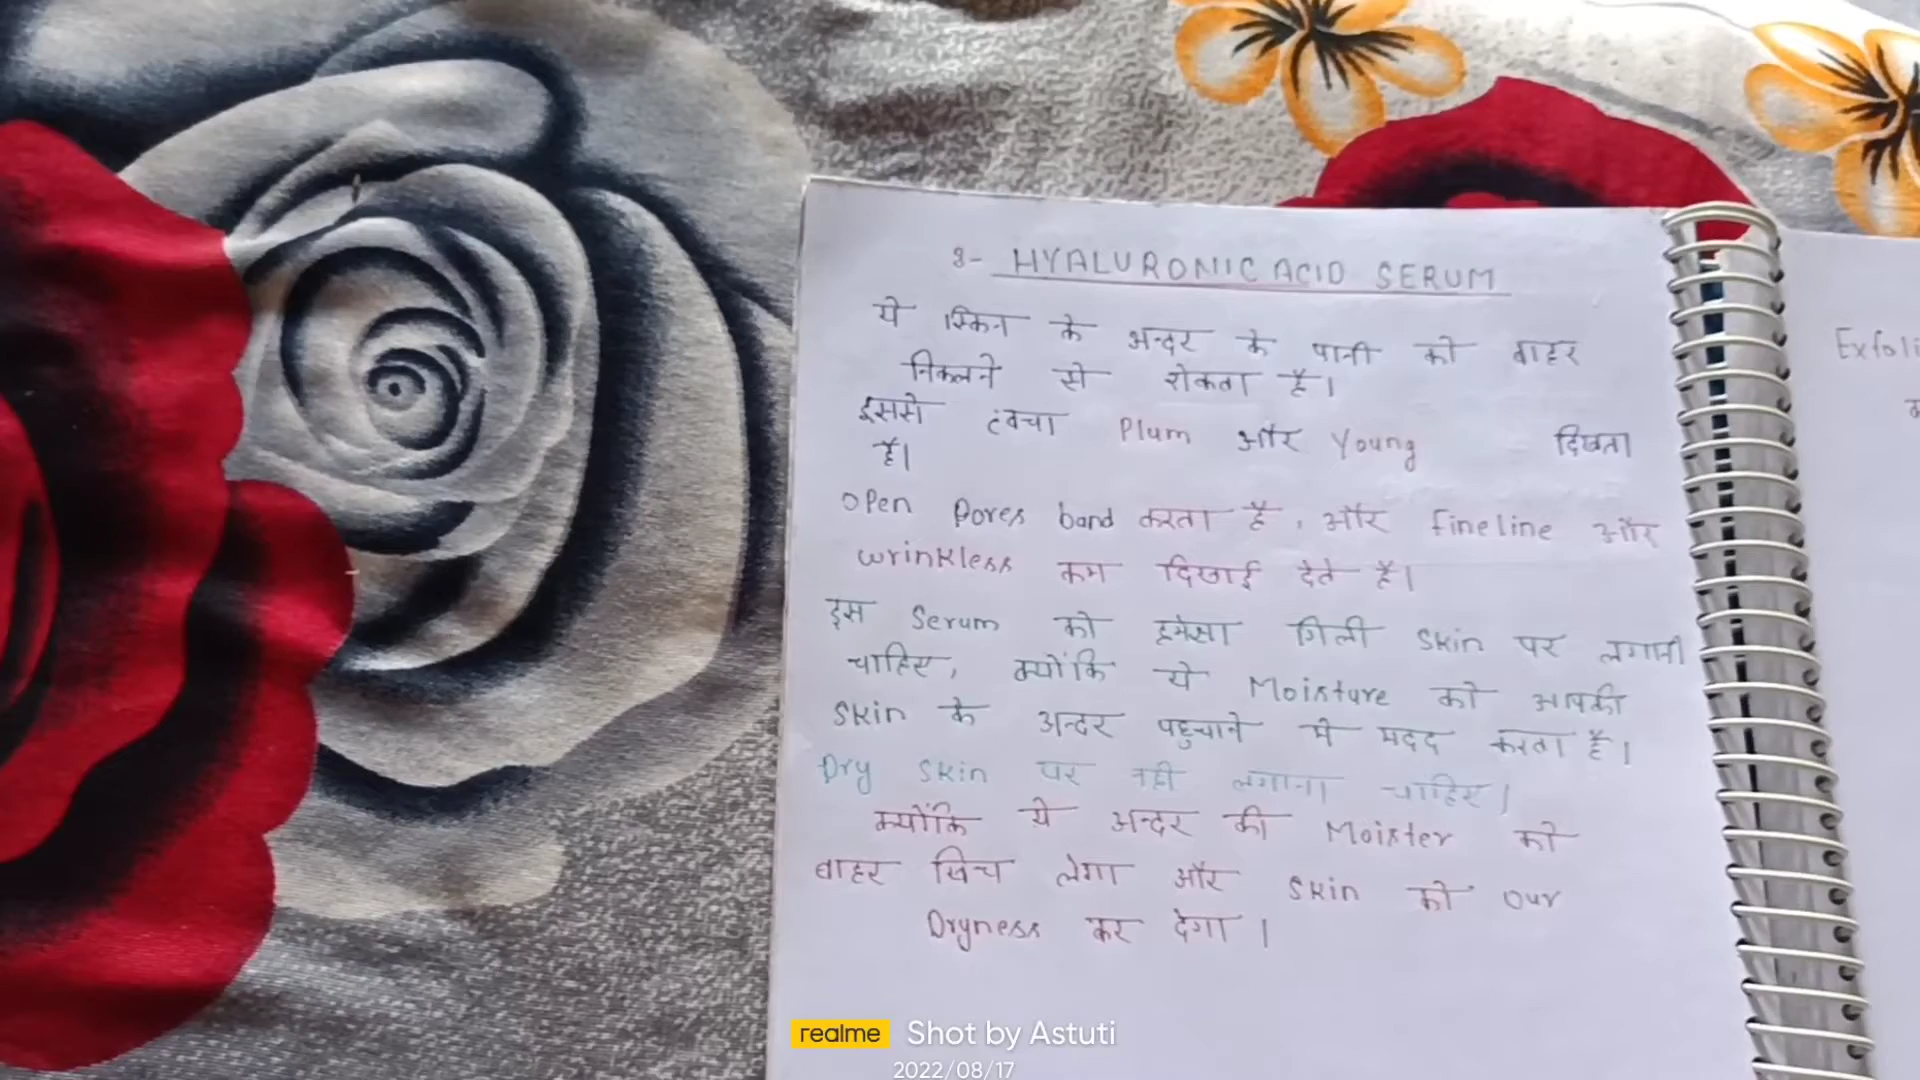 8- HYALURONIC ACID SERUM
ये स्किन के अन्दर के पानी को बाहर
निकलने से रोकता है।
इससे त्वचा Plum और Young दिखता
है।
open Pores band करता है, और fineline और
wrinkless कम दिखाई देते हैं।
इस Serum को हमेसा गिली Skin पर लगानी
चाहिए, क्योंकि ये Moisture को आपकी
Skin के अन्दर पहुचाने मे मदद करता है।
Dry Skin पर नही लगाना चाहिए।
क्योंकि ये अन्दर की Moister को
बाहर खिच लेगा और Skin को our
Dryness कर देगा।
Exfoli
realme Shot by Astuti
2022/08/17